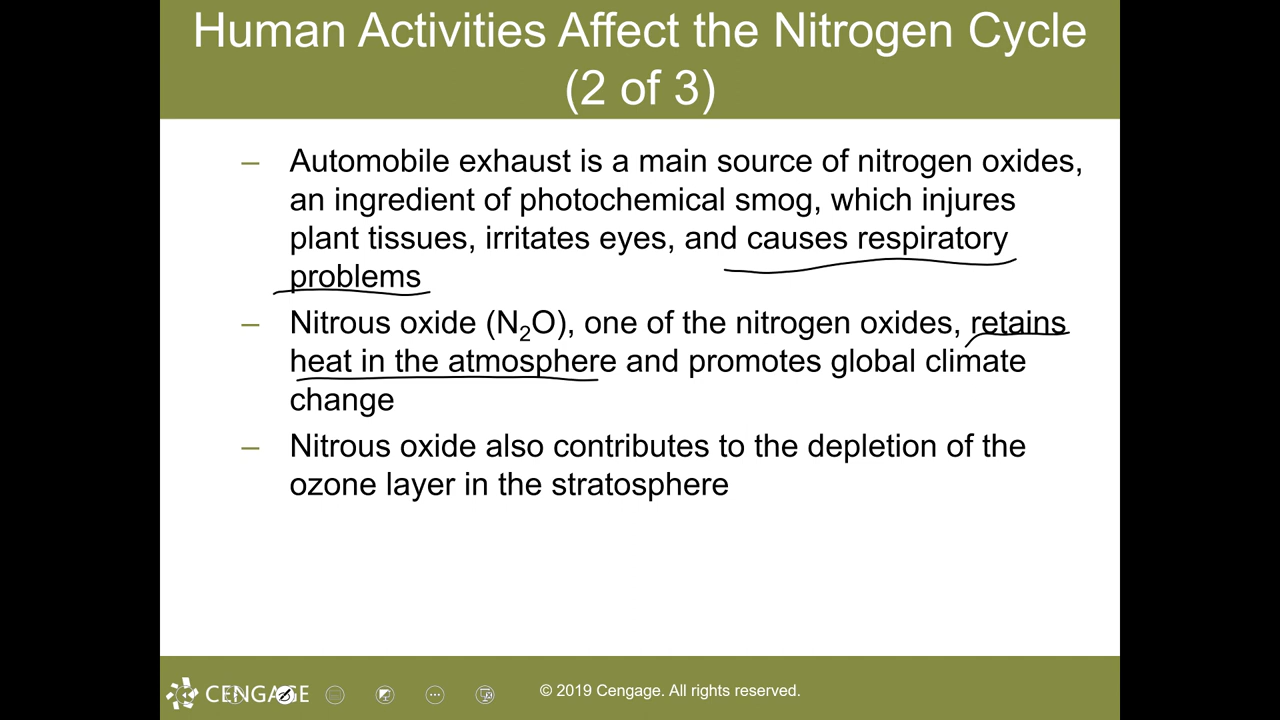 Human Activities Affect the Nitrogen Cycle
(2 of 3)
– Automobile exhaust is a main source of nitrogen oxides,
an ingredient of photochemical smog, which injures
plant tissues, irritates eyes, and causes respiratory
problems
– Nitrous oxide (N₂O), one of the nitrogen oxides, retains
heat in the atmosphere and promotes global climate
change
– Nitrous oxide also contributes to the depletion of the
ozone layer in the stratosphere
CENGAGE
© 2019 Cengage. All rights reserved.